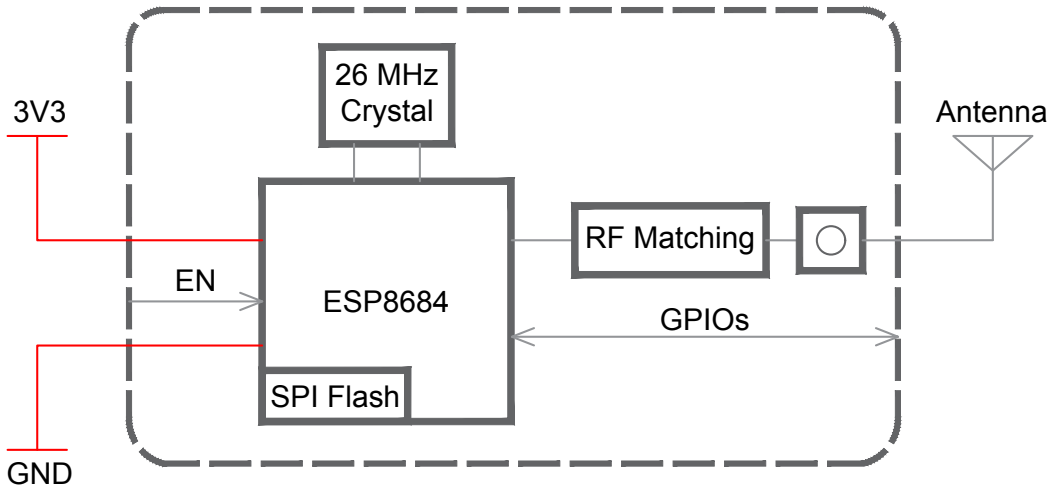 26 MHz
Crystal
3V3
Antenna
RF Matching
EN
ESP8684
GPIOs
SPI Flash
GND